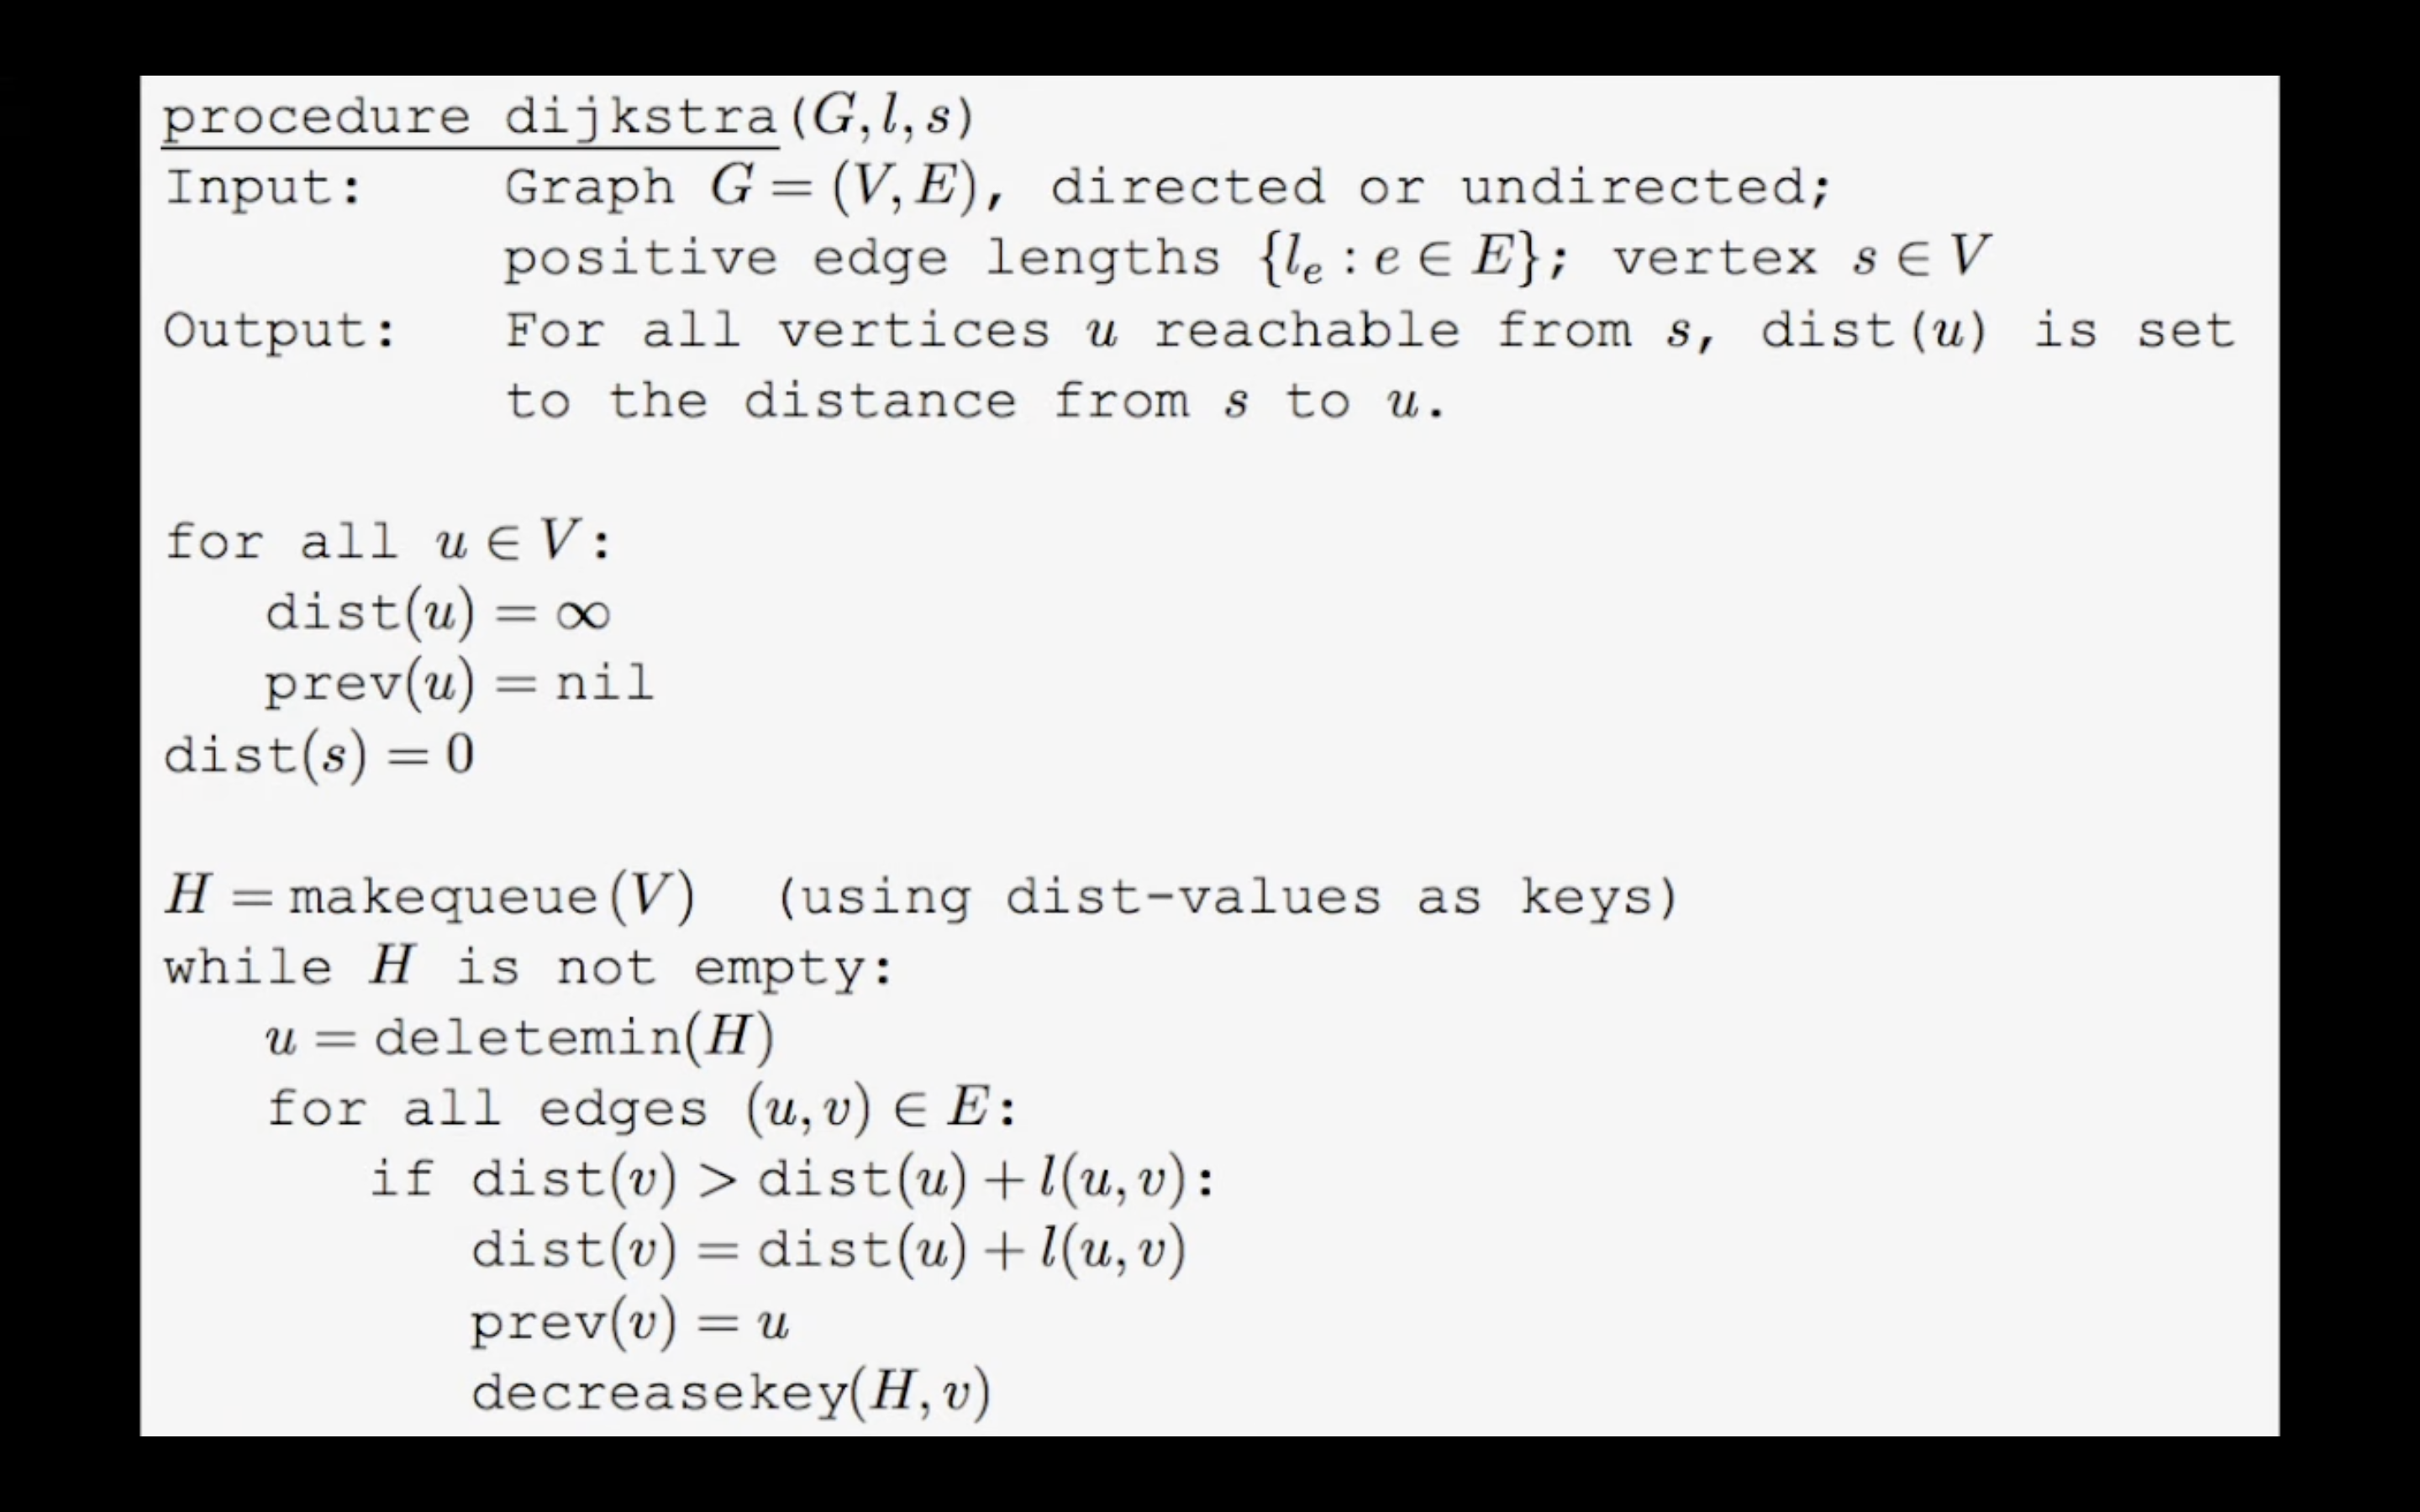 procedure dijkstra(G, l, s)
Input: Graph G = (V, E), directed or undirected;
positive edge lengths {lₑ : e ∈ E}; vertex s ∈ V
Output: For all vertices u reachable from s, dist(u) is set
to the distance from s to u.
for all u ∈ V:
dist(u) = ∞
prev(u) = nil
dist(s) = 0
H = makequeue(V) (using dist-values as keys)
while H is not empty:
u = deletemin(H)
for all edges (u, v) ∈ E:
if dist(v) > dist(u) + l(u, v):
dist(v) = dist(u) + l(u, v)
prev(v) = u
decreasekey(H, v)